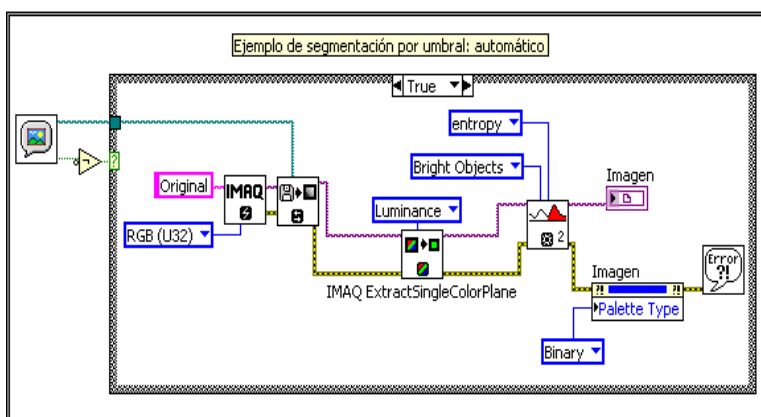 Ejemplo de segmentación por umbral: automático
True
entropy
Bright Objects
Imagen
Original
IMAQ
Luminance
RGB (U32)
2
Error
?!
IMAQ ExtractSingleColorPlane
Imagen
?! ?!
Palette Type
Binary
?